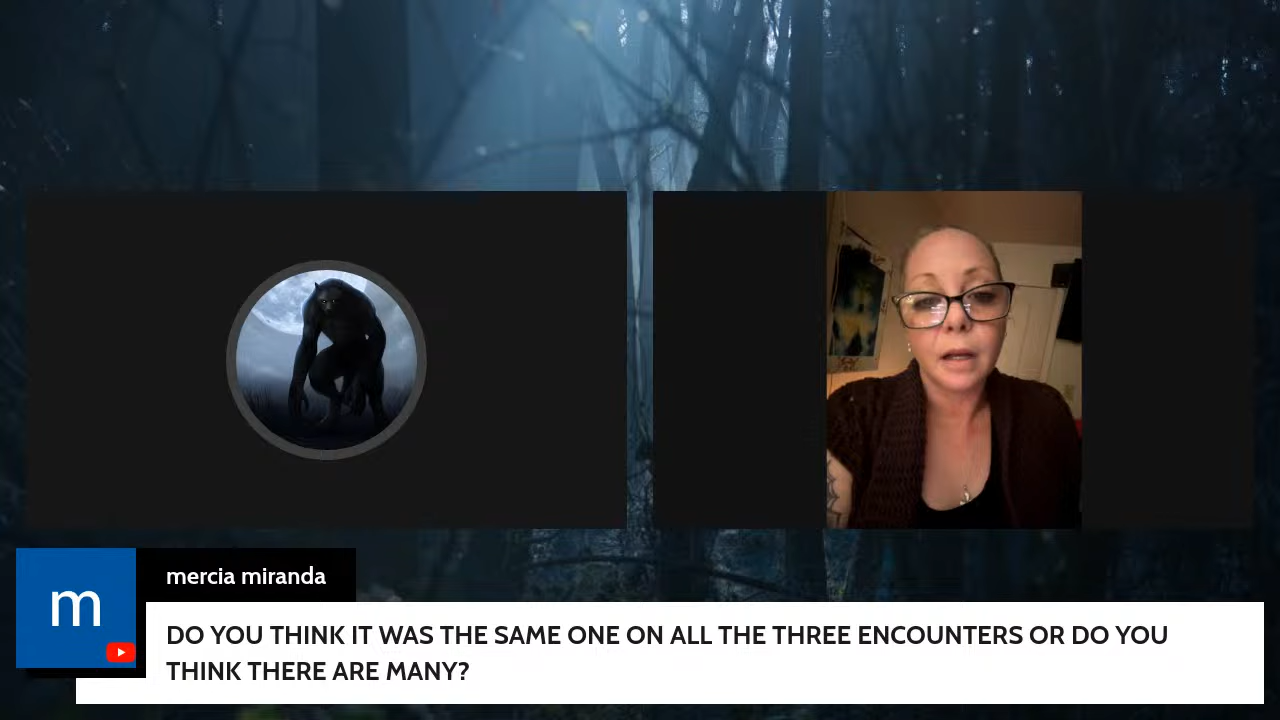 m
mercia miranda
DO YOU THINK IT WAS THE SAME ONE ON ALL THE THREE ENCOUNTERS OR DO YOU
THINK THERE ARE MANY?